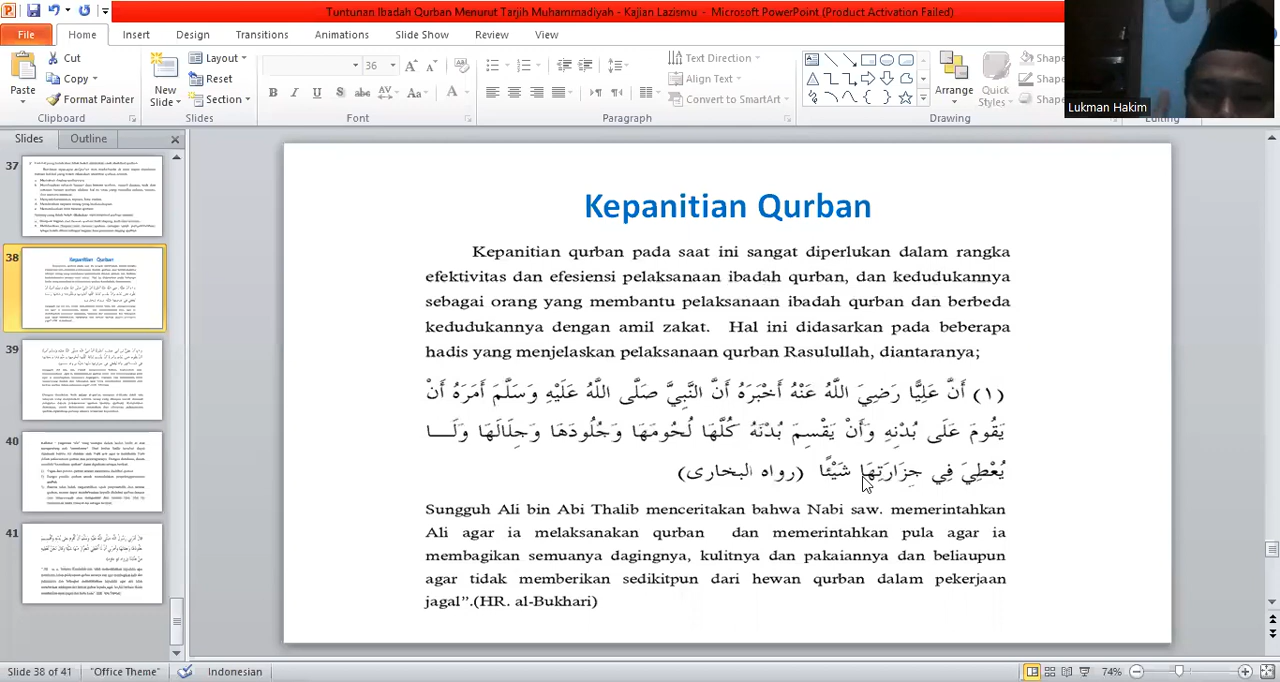 Tuntunan Ibadah Qurban Menurut Tarjih Muhammadiyah - Kajian Lazismu - Microsoft PowerPoint (Product Activation Failed)
File Home Insert Design Transitions Animations Slide Show Review View
Paste
Cut
Copy
Format Painter
Clipboard
New
Slide
Layout
Reset
Section
Slides
36
Font
Text Direction
Align Text
Convert to SmartArt
Paragraph
Arrange
Quick
Styles
Drawing
Editing
Lukman Hakim
Slides Outline
37
38
39
40
41
Kepanitian Qurban
Kepanitian qurban pada saat ini sangat diperlukan dalam rangka
efektivitas dan efesiensi pelaksanaan ibadah qurban, dan kedudukannya
sebagai orang yang membantu pelaksanaan ibadah qurban dan berbeda
kedudukannya dengan amil zakat. Hal ini didasarkan pada beberapa
hadis yang menjelaskan pelaksanaan qurban Rasulullah, diantaranya;
(١) أَنَّ عَلِيًّا رَضِيَ اللَّهُ عَنْهُ أَخْبَرَهُ أَنَّ النَّبِيَّ صَلَّى اللَّهُ عَلَيْهِ وَسَلَّمَ أَمَرَهُ أَنْ
يَقُومَ عَلَى بُدْنِهِ وَأَنْ يَقْسِمَ بُدْنَهُ كُلَّهَا لُحُومَهَا وَجُلُودَهَا وَجِلَالَهَا وَلَــا
يُعْطِيَ فِي جِزَارَتِهَا شَيْئًا (رواه البخارى)
Sungguh Ali bin Abi Thalib menceritakan bahwa Nabi saw. memerintahkan
Ali agar ia melaksanakan qurban dan memerintahkan pula agar ia
membagikan semuanya dagingnya, kulitnya dan pakaiannya dan beliaupun
agar tidak memberikan sedikitpun dari hewan qurban dalam pekerjaan
jagal”.(HR. al-Bukhari)
Slide 38 of 41 "Office Theme" Indonesian 74%